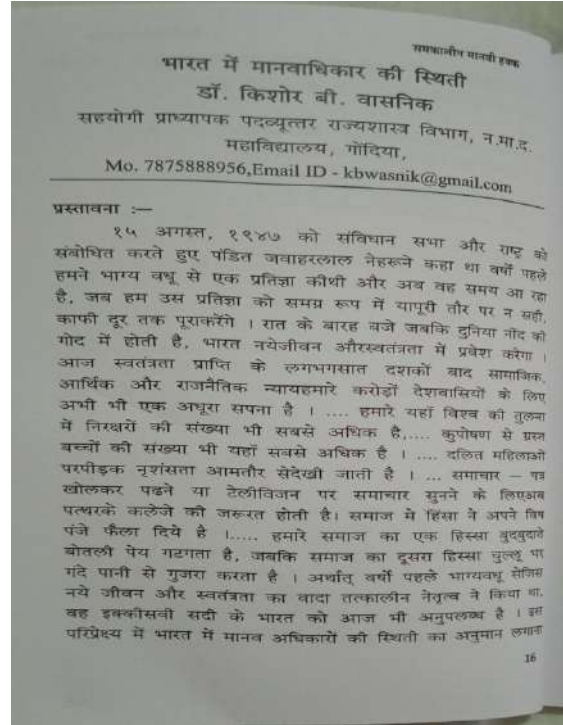 समकालीन मानवी हक्क
भारत में मानवाधिकार की स्थिती
डॉ. किशोर बी. वासनिक
सहयोगी प्राध्यापक पदव्यूत्तर राज्यशास्त्र विभाग, न.मा.द.
महाविद्यालय, गोंदिया,
Mo. 7875888956,Email ID - kbwasnik@gmail.com
प्रस्तावना :—
१५ अगस्त, १९४७ को संविधान सभा और राष्ट्र को
संबोधित करते हुए पंडित जवाहरलाल नेहरूने कहा था वर्षों पहले
हमने भाग्य वधू से एक प्रतिज्ञा कीथी और अब वह समय आ रहा
है, जब हम उस प्रतिज्ञा को समग्र रूप में यापूरी तौर पर न सही,
काफी दूर तक पूराकरेंगे । रात के बारह बजे जबकि दुनिया नींद की
गोद में होती है, भारत नयेजीवन औरस्वतंत्रता में प्रवेश करेगा ।
आज स्वतंत्रता प्राप्ति के लगभगसात दशकों बाद सामाजिक,
आर्थिक और राजनैतिक न्यायहमारे करोड़ों देशवासियों के लिए
अभी भी एक अधूरा सपना है । .... हमारे यहाँ विश्व की तुलना
में निरक्षरों की संख्या भी सबसे अधिक है,.... कुपोषण से ग्रस्त
बच्चों की संख्या भी यहाँ सबसे अधिक है । .... दलित महिलाओं
परपीड़क नृशंसता आमतौर सेदेखी जाती है । ... समाचार – पत्र
खोलकर पढने या टेलीविजन पर समाचार सुनने के लिएअब
पत्थरके कलेजे की जरूरत होती है। समाज में हिंसा ने अपने विष
पंजे फैला दिये है ।..... हमारे समाज का एक हिस्सा बुदबुदाते
बोतली पेय गटगता है, जबकि समाज का दूसरा हिस्सा चुल्लू भर
गंदे पानी से गुजरा करता है । अर्थात् वर्षों पहले भाग्यवधू सेजिस
नये जीवन और स्वतंत्रता का वादा तत्कालीन नेतृत्व ने किया था,
वह इक्कीसवी सदी के भारत को आज भी अनुपलब्ध है । इस
परिप्रेक्ष्य में भारत में मानव अधिकारों की स्थिती का अनुमान लगाना
16